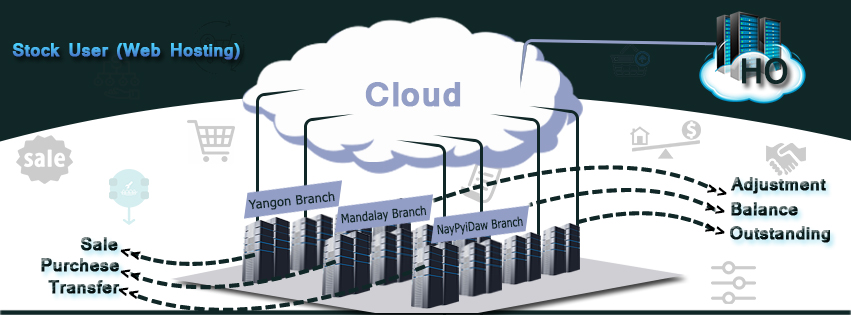 Stock User (Web Hosting)
HO
Cloud
sale
Yangon Branch
Mandalay Branch
NayPyiDaw Branch
Adjustment
Balance
Outstanding
Sale
Purchese
Transfer